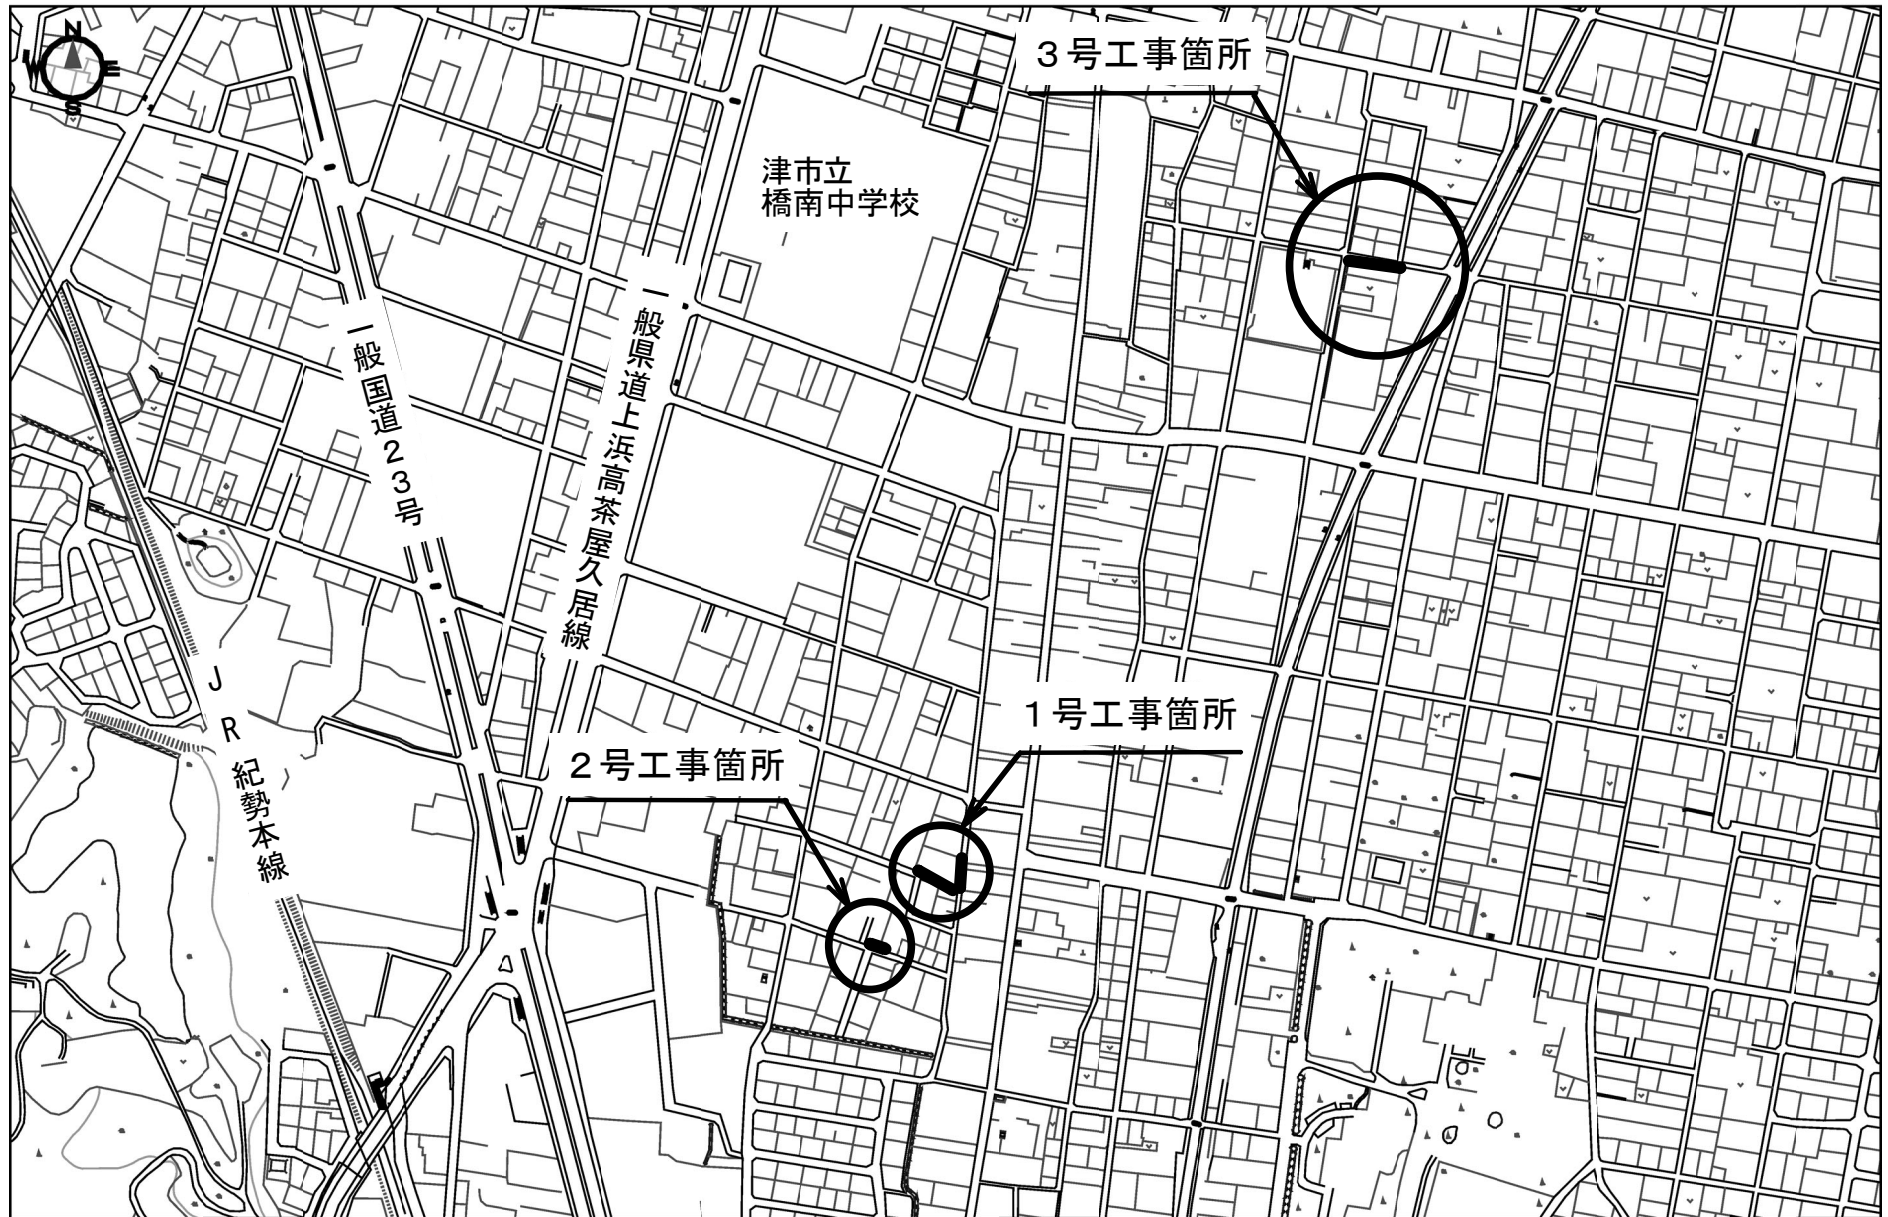 N
W
E
S
3号工事箇所
津市立
橋南中学校
一般国道23号
一般県道上浜高茶屋久居線
JR紀勢本線
1号工事箇所
2号工事箇所